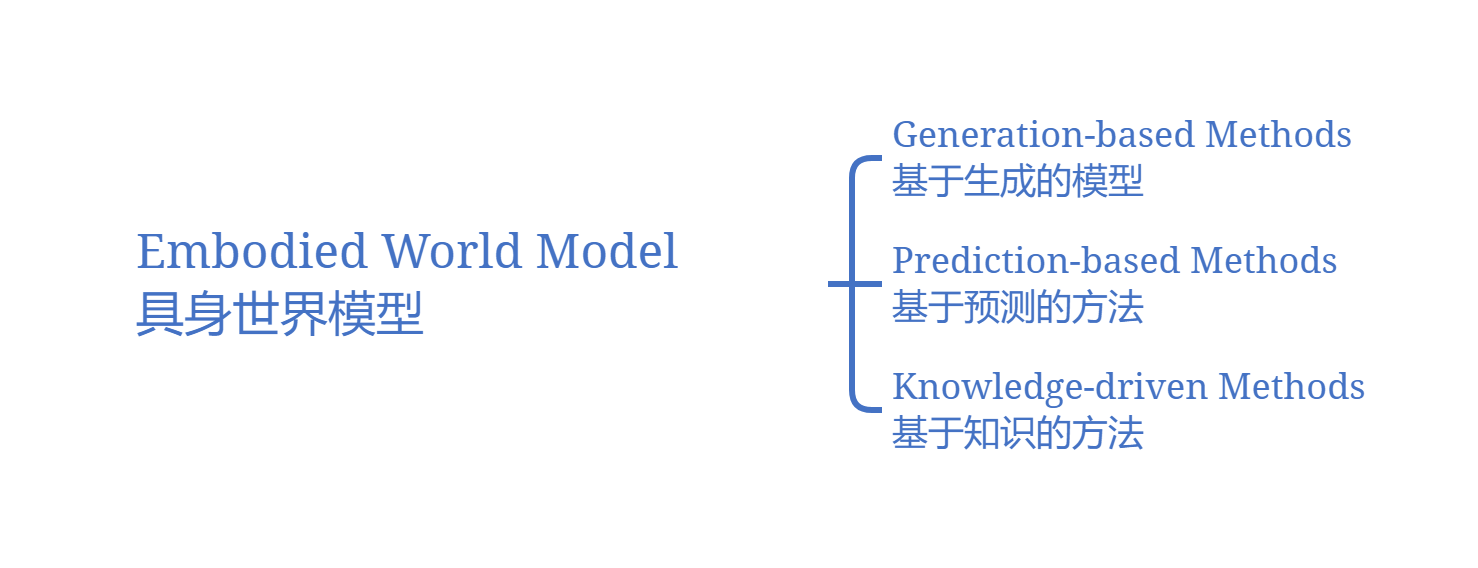 Embodied World Model
具身世界模型
Generation-based Methods
基于生成的模型
Prediction-based Methods
基于预测的方法
Knowledge-driven Methods
基于知识的方法